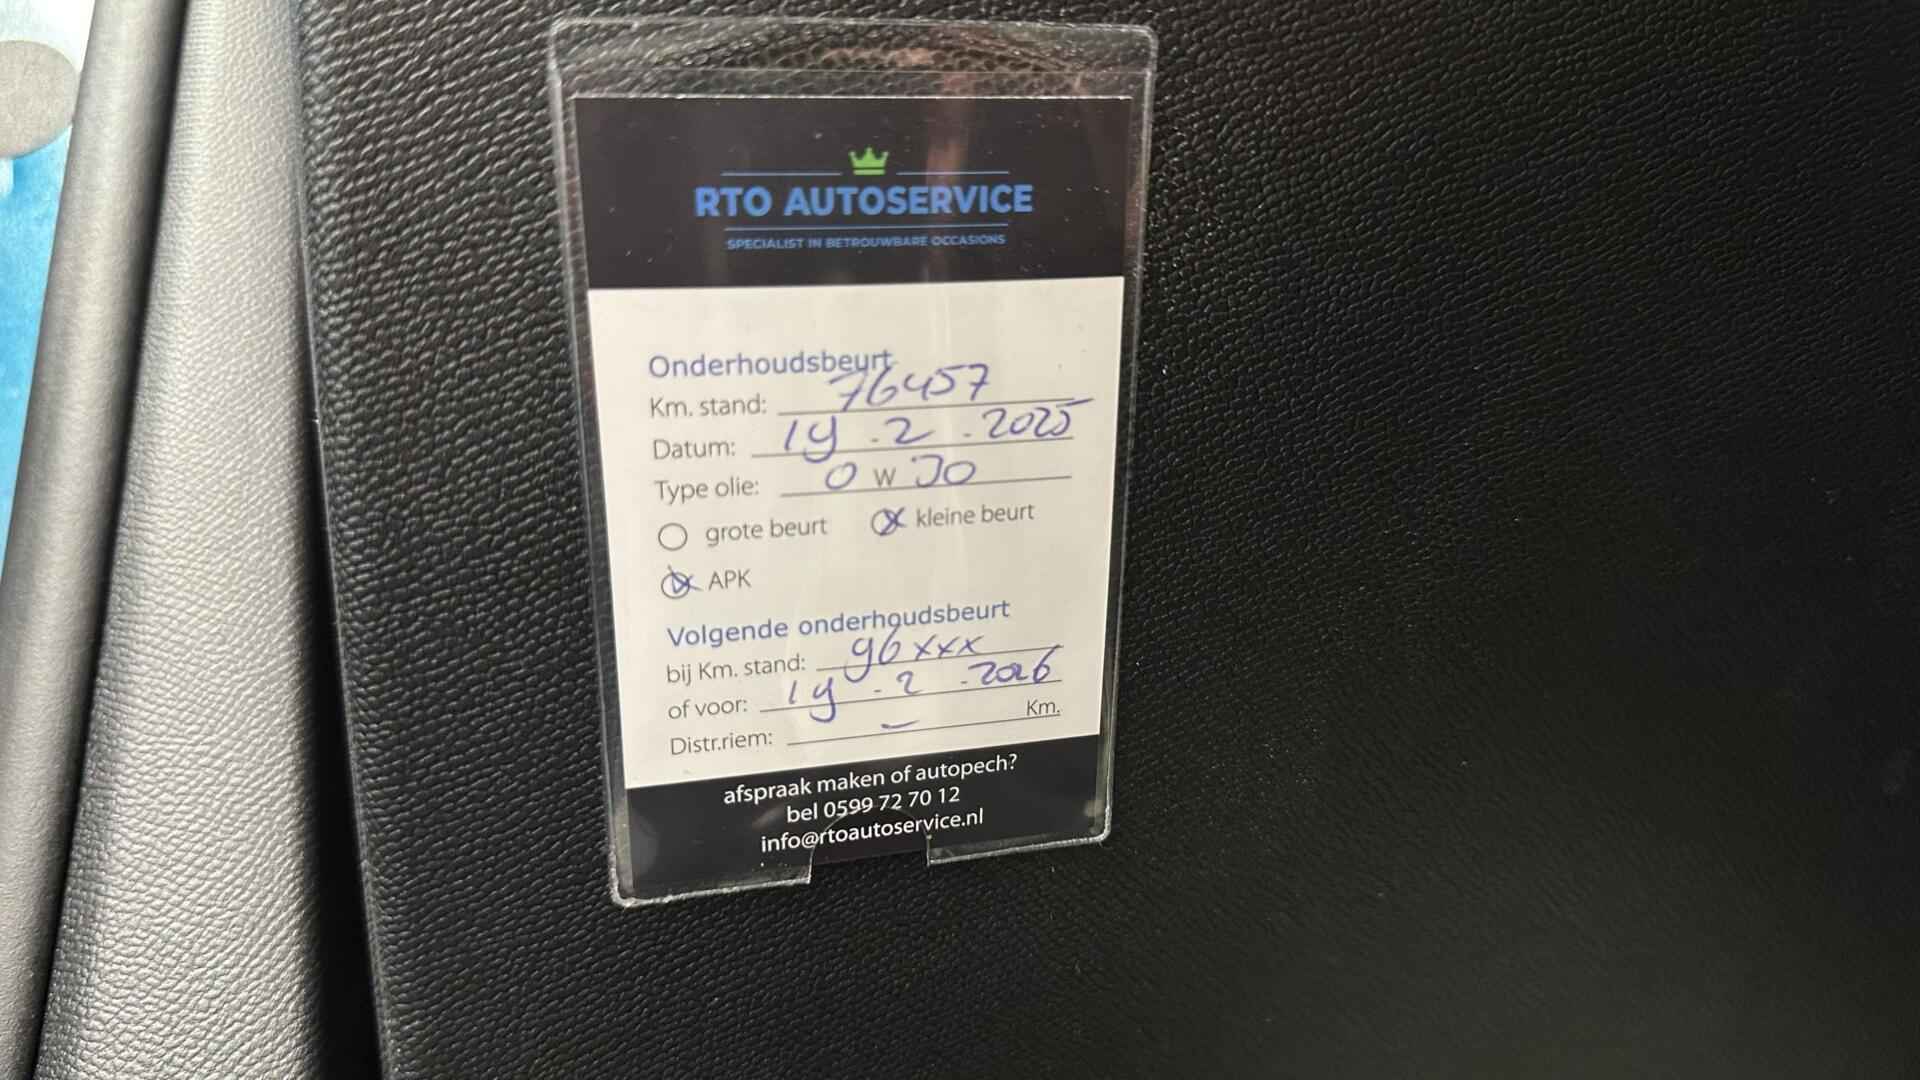 RTO AUTOSERVICE
SPECIALIST IN BETROUWBARE OCCASIONS
Onderhoudsbeurt
Km. stand: 76457
Datum: 19 . 2 . 2025
Type olie: 0 W 30
grote beurt kleine beurt
APK
Volgende onderhoudsbeurt
bij Km. stand: 96xxx
of voor: 19 . 2 . 2026
Distr.riem: – Km.
afspraak maken of autopech?
bel 0599 72 70 12
info@rtoautoservice.nl